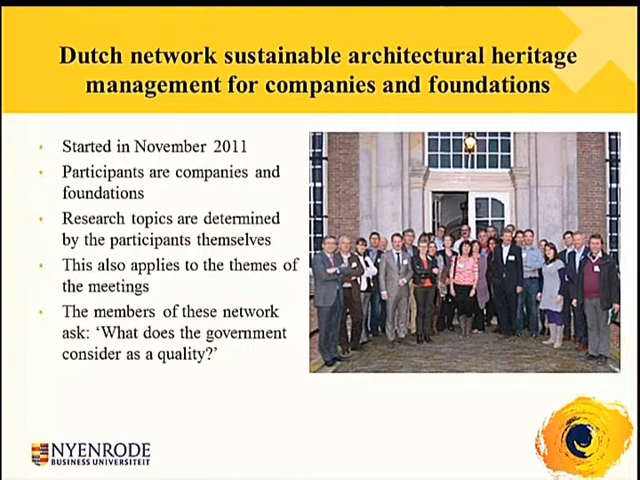 Dutch network sustainable architectural heritage
management for companies and foundations
Started in November 2011
Participants are companies and
foundations
Research topics are determined
by the participants themselves
This also applies to the themes of
the meetings
The members of these network
ask: ‘What does the government
consider as a quality?’
NYENRODE
BUSINESS UNIVERSITEIT